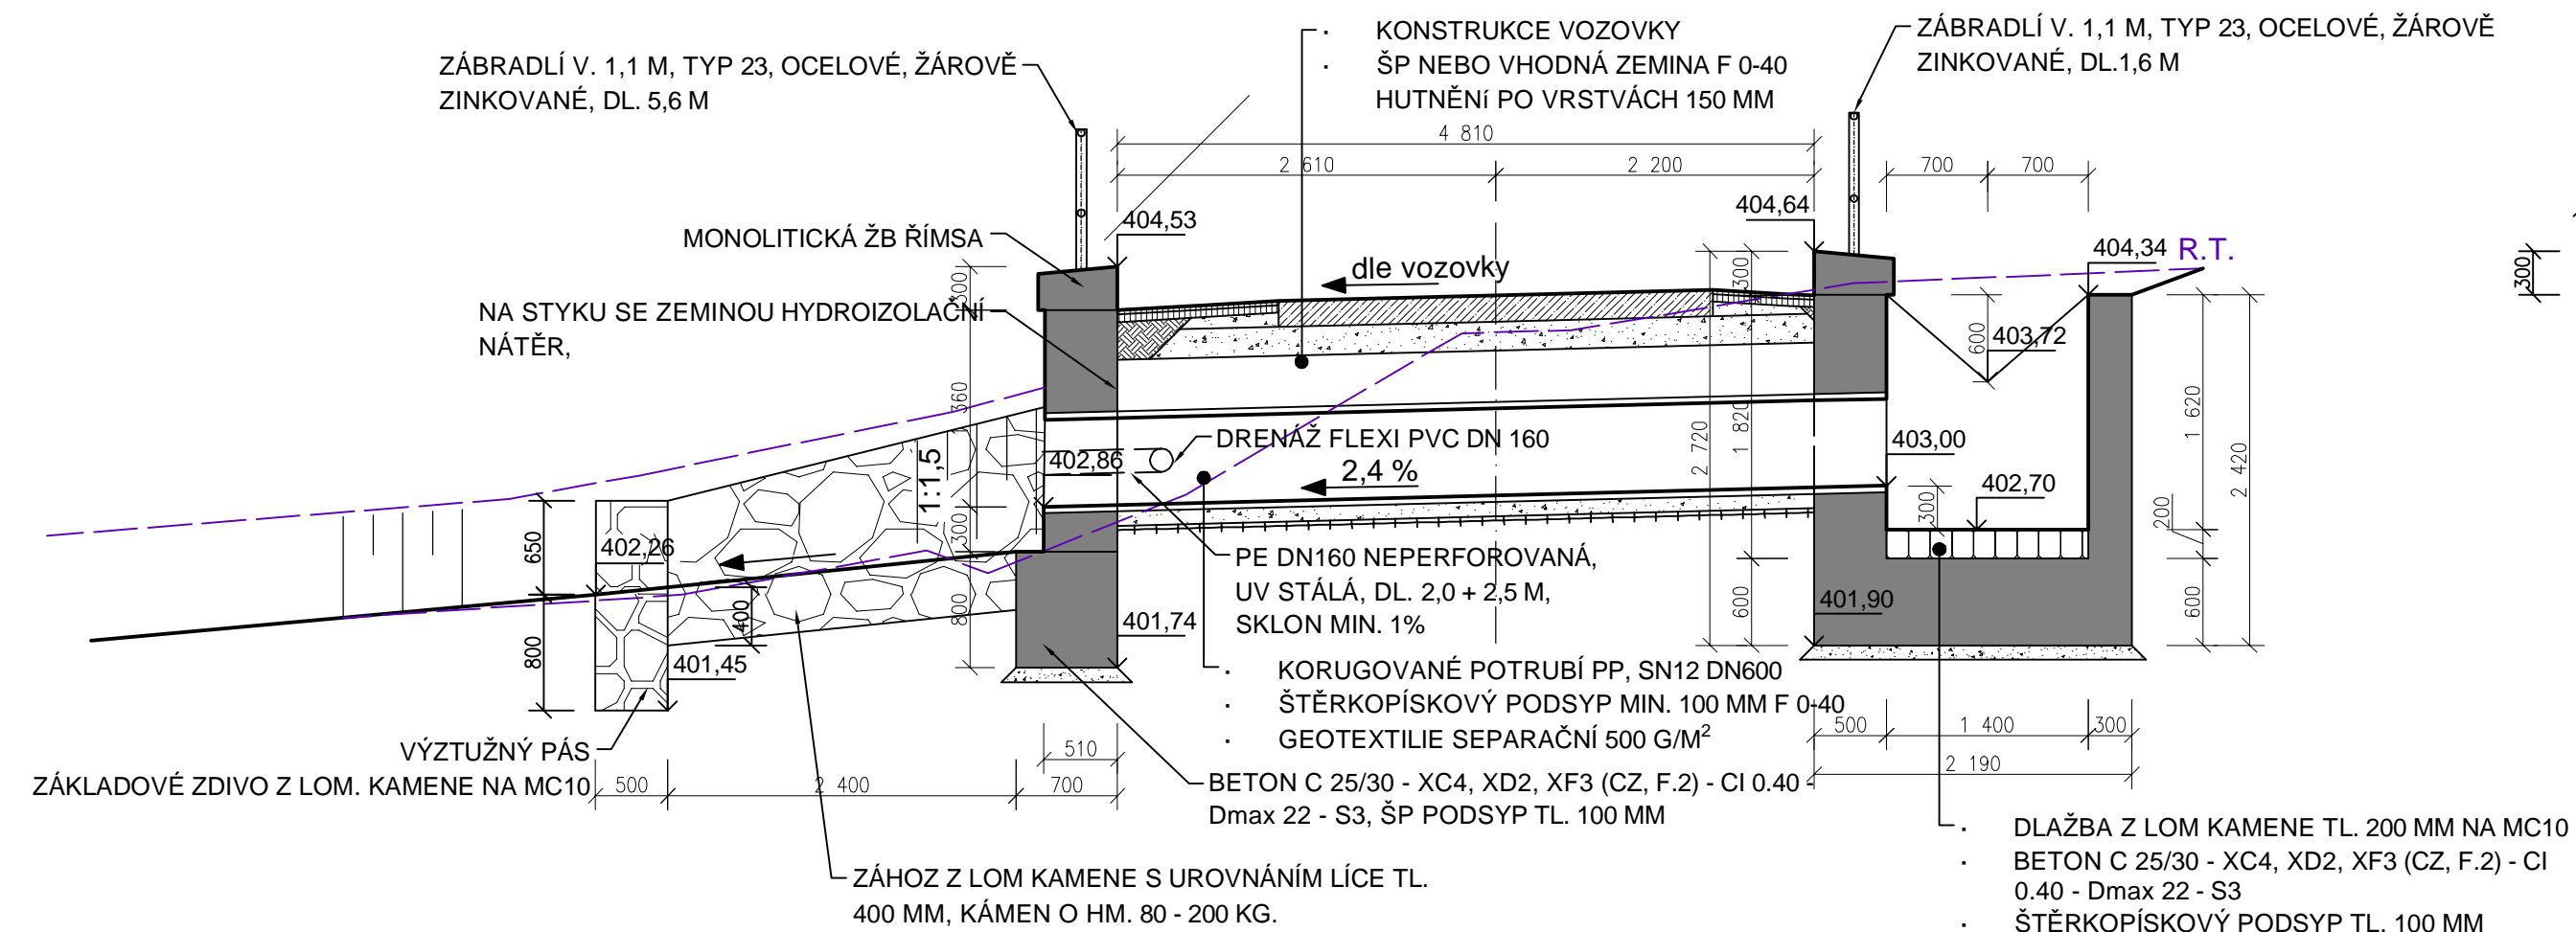 KONSTRUKCE VOZOVKY
ŠP NEBO VHODNÁ ZEMINA F 0-40
HUTNĚNí PO VRSTVÁCH 150 MM
ZÁBRADLÍ V. 1,1 M, TYP 23, OCELOVÉ, ŽÁROVĚ
ZINKOVANÉ, DL.1,6 M
ZÁBRADLÍ V. 1,1 M, TYP 23, OCELOVÉ, ŽÁROVĚ
ZINKOVANÉ, DL. 5,6 M
4 810
2 610
2 200
700
700
404,53
404,64
404,34
R.T.
MONOLITICKÁ ŽB ŘÍMSA
dle vozovky
300
300
300
NA STYKU SE ZEMINOU HYDROIZOLAČNÍ
NÁTĚR,
600
403,72
360
1 620
2 720
1 820
2 420
DRENÁŽ FLEXI PVC DN 160
403,00
402,86
2,4 %
1:1,5
402,70
300
300
200
650
402,26
PE DN160 NEPERFOROVANÁ,
UV STÁLÁ, DL. 2,0 + 2,5 M,
SKLON MIN. 1%
400
800
600
401,90
600
401,74
800
401,45
KORUGOVANÉ POTRUBÍ PP, SN12 DN600
ŠTĚRKOPÍSKOVÝ PODSYP MIN. 100 MM F 0-40
GEOTEXTILIE SEPARAČNÍ 500 G/M²
500
1 400
300
2 190
510
VÝZTUŽNÝ PÁS
ZÁKLADOVÉ ZDIVO Z LOM. KAMENE NA MC10
500
2 400
700
BETON C 25/30 - XC4, XD2, XF3 (CZ, F.2) - CI 0.40 -
Dmax 22 - S3, ŠP PODSYP TL. 100 MM
DLAŽBA Z LOM KAMENE TL. 200 MM NA MC10
BETON C 25/30 - XC4, XD2, XF3 (CZ, F.2) - CI
0.40 - Dmax 22 - S3
ŠTĚRKOPÍSKOVÝ PODSYP TL. 100 MM
ZÁHOZ Z LOM KAMENE S UROVNÁNÍM LÍCE TL.
400 MM, KÁMEN O HM. 80 - 200 KG.